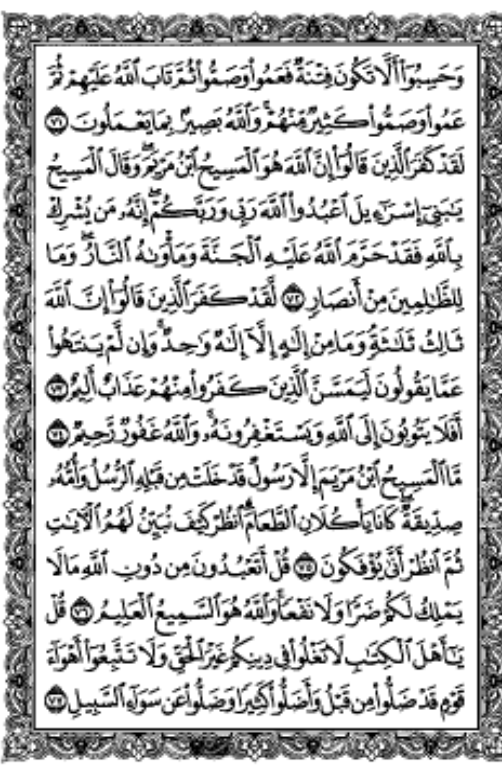 وَحَسِبُوٓا۟ أَلَّا تَكُونَ فِتْنَةٌ فَعَمُوا۟ وَصَمُّوا۟ ثُمَّ تَابَ ٱللَّهُ عَلَيْهِمْ ثُمَّ
عَمُوا۟ وَصَمُّوا۟ كَثِيرٌ مِّنْهُمْ ۚ وَٱللَّهُ بَصِيرٌۢ بِمَا يَعْمَلُونَ ٧١
لَقَدْ كَفَرَ ٱلَّذِينَ قَالُوٓا۟ إِنَّ ٱللَّهَ هُوَ ٱلْمَسِيحُ ٱبْنُ مَرْيَمَ ۖ وَقَالَ ٱلْمَسِيحُ
يَٰبَنِىٓ إِسْرَٰٓءِيلَ ٱعْبُدُوا۟ ٱللَّهَ رَبِّى وَرَبَّكُمْ ۖ إِنَّهُۥ مَن يُشْرِكْ
بِٱللَّهِ فَقَدْ حَرَّمَ ٱللَّهُ عَلَيْهِ ٱلْجَنَّةَ وَمَأْوَىٰهُ ٱلنَّارُ ۖ وَمَا
لِلظَّٰلِمِينَ مِنْ أَنصَارٍ ٧٢ لَّقَدْ كَفَرَ ٱلَّذِينَ قَالُوٓا۟ إِنَّ ٱللَّهَ
ثَالِثُ ثَلَٰثَةٍ ۘ وَمَا مِنْ إِلَٰهٍ إِلَّآ إِلَٰهٌ وَٰحِدٌ ۚ وَإِن لَّمْ يَنتَهُوا۟
عَمَّا يَقُولُونَ لَيَمَسَّنَّ ٱلَّذِينَ كَفَرُوا۟ مِنْهُمْ عَذَابٌ أَلِيمٌ ٧٣
أَفَلَا يَتُوبُونَ إِلَى ٱللَّهِ وَيَسْتَغْفِرُونَهُۥ ۚ وَٱللَّهُ غَفُورٌ رَّحِيمٌ ٧٤
مَّا ٱلْمَسِيحُ ٱبْنُ مَرْيَمَ إِلَّا رَسُولٌ قَدْ خَلَتْ مِن قَبْلِهِ ٱلرُّسُلُ وَأُمُّهُۥ
صِدِّيقَةٌ ۖ كَانَا يَأْكُلَانِ ٱلطَّعَامَ ۗ ٱنظُرْ كَيْفَ نُبَيِّنُ لَهُمُ ٱلْءَايَٰتِ
ثُمَّ ٱنظُرْ أَنَّىٰ يُؤْفَكُونَ ٧٥ قُلْ أَتَعْبُدُونَ مِن دُونِ ٱللَّهِ مَا لَا
يَمْلِكُ لَكُمْ ضَرًّا وَلَا نَفْعًا ۚ وَٱللَّهُ هُوَ ٱلسَّمِيعُ ٱلْعَلِيمُ ٧٦ قُلْ
يَٰٓأَهْلَ ٱلْكِتَٰبِ لَا تَغْلُوا۟ فِى دِينِكُمْ غَيْرَ ٱلْحَقِّ وَلَا تَتَّبِعُوٓا۟ أَهْوَآءَ
قَوْمٍ قَدْ ضَلُّوا۟ مِن قَبْلُ وَأَضَلُّوا۟ كَثِيرًا وَضَلُّوا۟ عَن سَوَآءِ ٱلسَّبِيلِ ٧٧